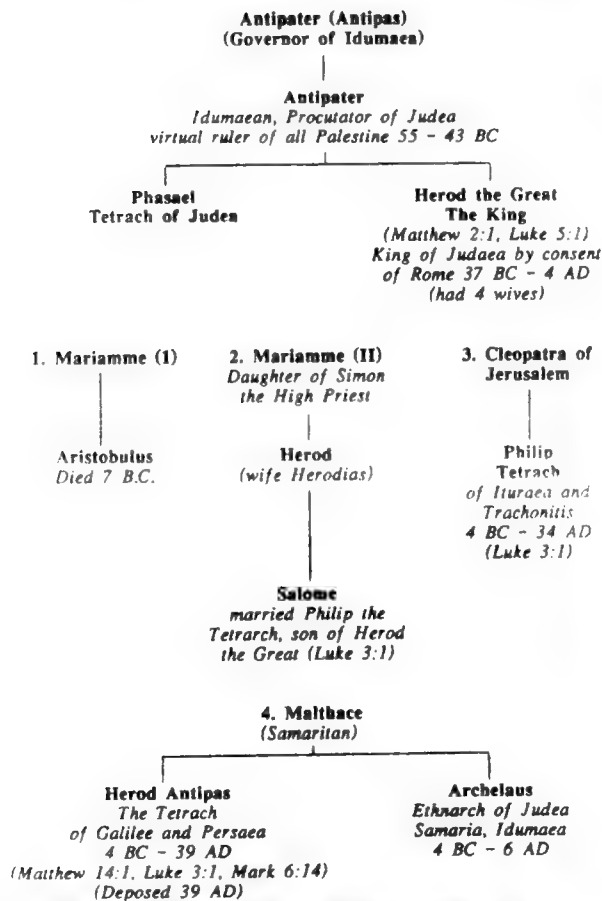 Antipater (Antipas)
(Governor of Idumaea)
Antipater
Idumaean, Procutator of Judea
virtual ruler of all Palestine 55 - 43 BC
Phasael
Tetrach of Judea
Herod the Great
The King
(Matthew 2:1, Luke 5:1)
King of Judaea by consent
of Rome 37 BC - 4 AD
(had 4 wives)
1. Mariamme (1)
2. Mariamme (II)
Daughter of Simon
the High Priest
3. Cleopatra of
Jerusalem
Aristobulus
Died 7 B.C.
Herod
(wife Herodias)
Philip
Tetrach
of Ituraea and
Trachonitis
4 BC - 34 AD
(Luke 3:1)
Salome
married Philip the
Tetrarch, son of Herod
the Great (Luke 3:1)
4. Malthace
(Samaritan)
Herod Antipas
The Tetrach
of Galilee and Persaea
4 BC - 39 AD
(Matthew 14:1, Luke 3:1, Mark 6:14)
(Deposed 39 AD)
Archelaus
Ethnarch of Judea
Samaria, Idumaea
4 BC - 6 AD